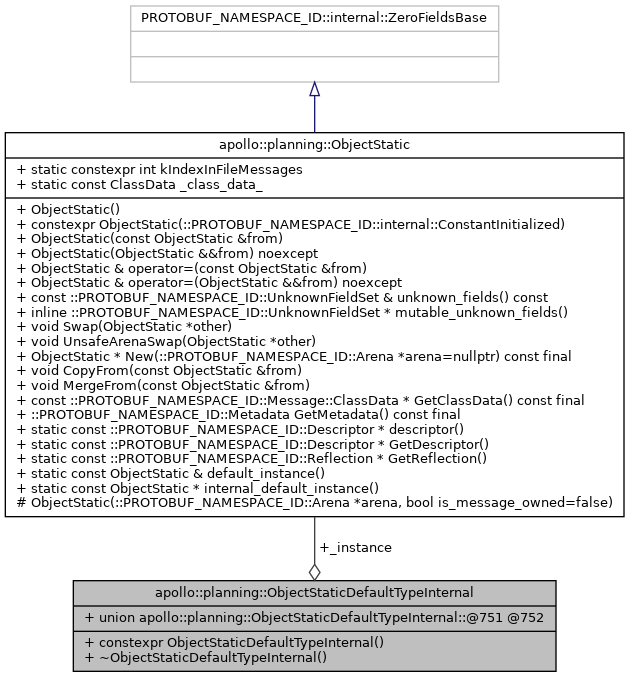 PROTOBUF_NAMESPACE_ID::internal::ZeroFieldsBase
apollo::planning::ObjectStatic
+ static constexpr int kIndexInFileMessages
+ static const ClassData _class_data_
+ ObjectStatic()
+ constexpr ObjectStatic(::PROTOBUF_NAMESPACE_ID::internal::ConstantInitialized)
+ ObjectStatic(const ObjectStatic &from)
+ ObjectStatic(ObjectStatic &&from) noexcept
+ ObjectStatic & operator=(const ObjectStatic &from)
+ ObjectStatic & operator=(ObjectStatic &&from) noexcept
+ const ::PROTOBUF_NAMESPACE_ID::UnknownFieldSet & unknown_fields() const
+ inline ::PROTOBUF_NAMESPACE_ID::UnknownFieldSet * mutable_unknown_fields()
+ void Swap(ObjectStatic *other)
+ void UnsafeArenaSwap(ObjectStatic *other)
+ ObjectStatic * New(::PROTOBUF_NAMESPACE_ID::Arena *arena=nullptr) const final
+ void CopyFrom(const ObjectStatic &from)
+ void MergeFrom(const ObjectStatic &from)
+ const ::PROTOBUF_NAMESPACE_ID::Message::ClassData * GetClassData() const final
+ ::PROTOBUF_NAMESPACE_ID::Metadata GetMetadata() const final
+ static const ::PROTOBUF_NAMESPACE_ID::Descriptor * descriptor()
+ static const ::PROTOBUF_NAMESPACE_ID::Descriptor * GetDescriptor()
+ static const ::PROTOBUF_NAMESPACE_ID::Reflection * GetReflection()
+ static const ObjectStatic & default_instance()
+ static const ObjectStatic * internal_default_instance()
# ObjectStatic(::PROTOBUF_NAMESPACE_ID::Arena *arena, bool is_message_owned=false)
+_instance
apollo::planning::ObjectStaticDefaultTypeInternal
+ union apollo::planning::ObjectStaticDefaultTypeInternal::@751 @752
+ constexpr ObjectStaticDefaultTypeInternal()
+ ~ObjectStaticDefaultTypeInternal()